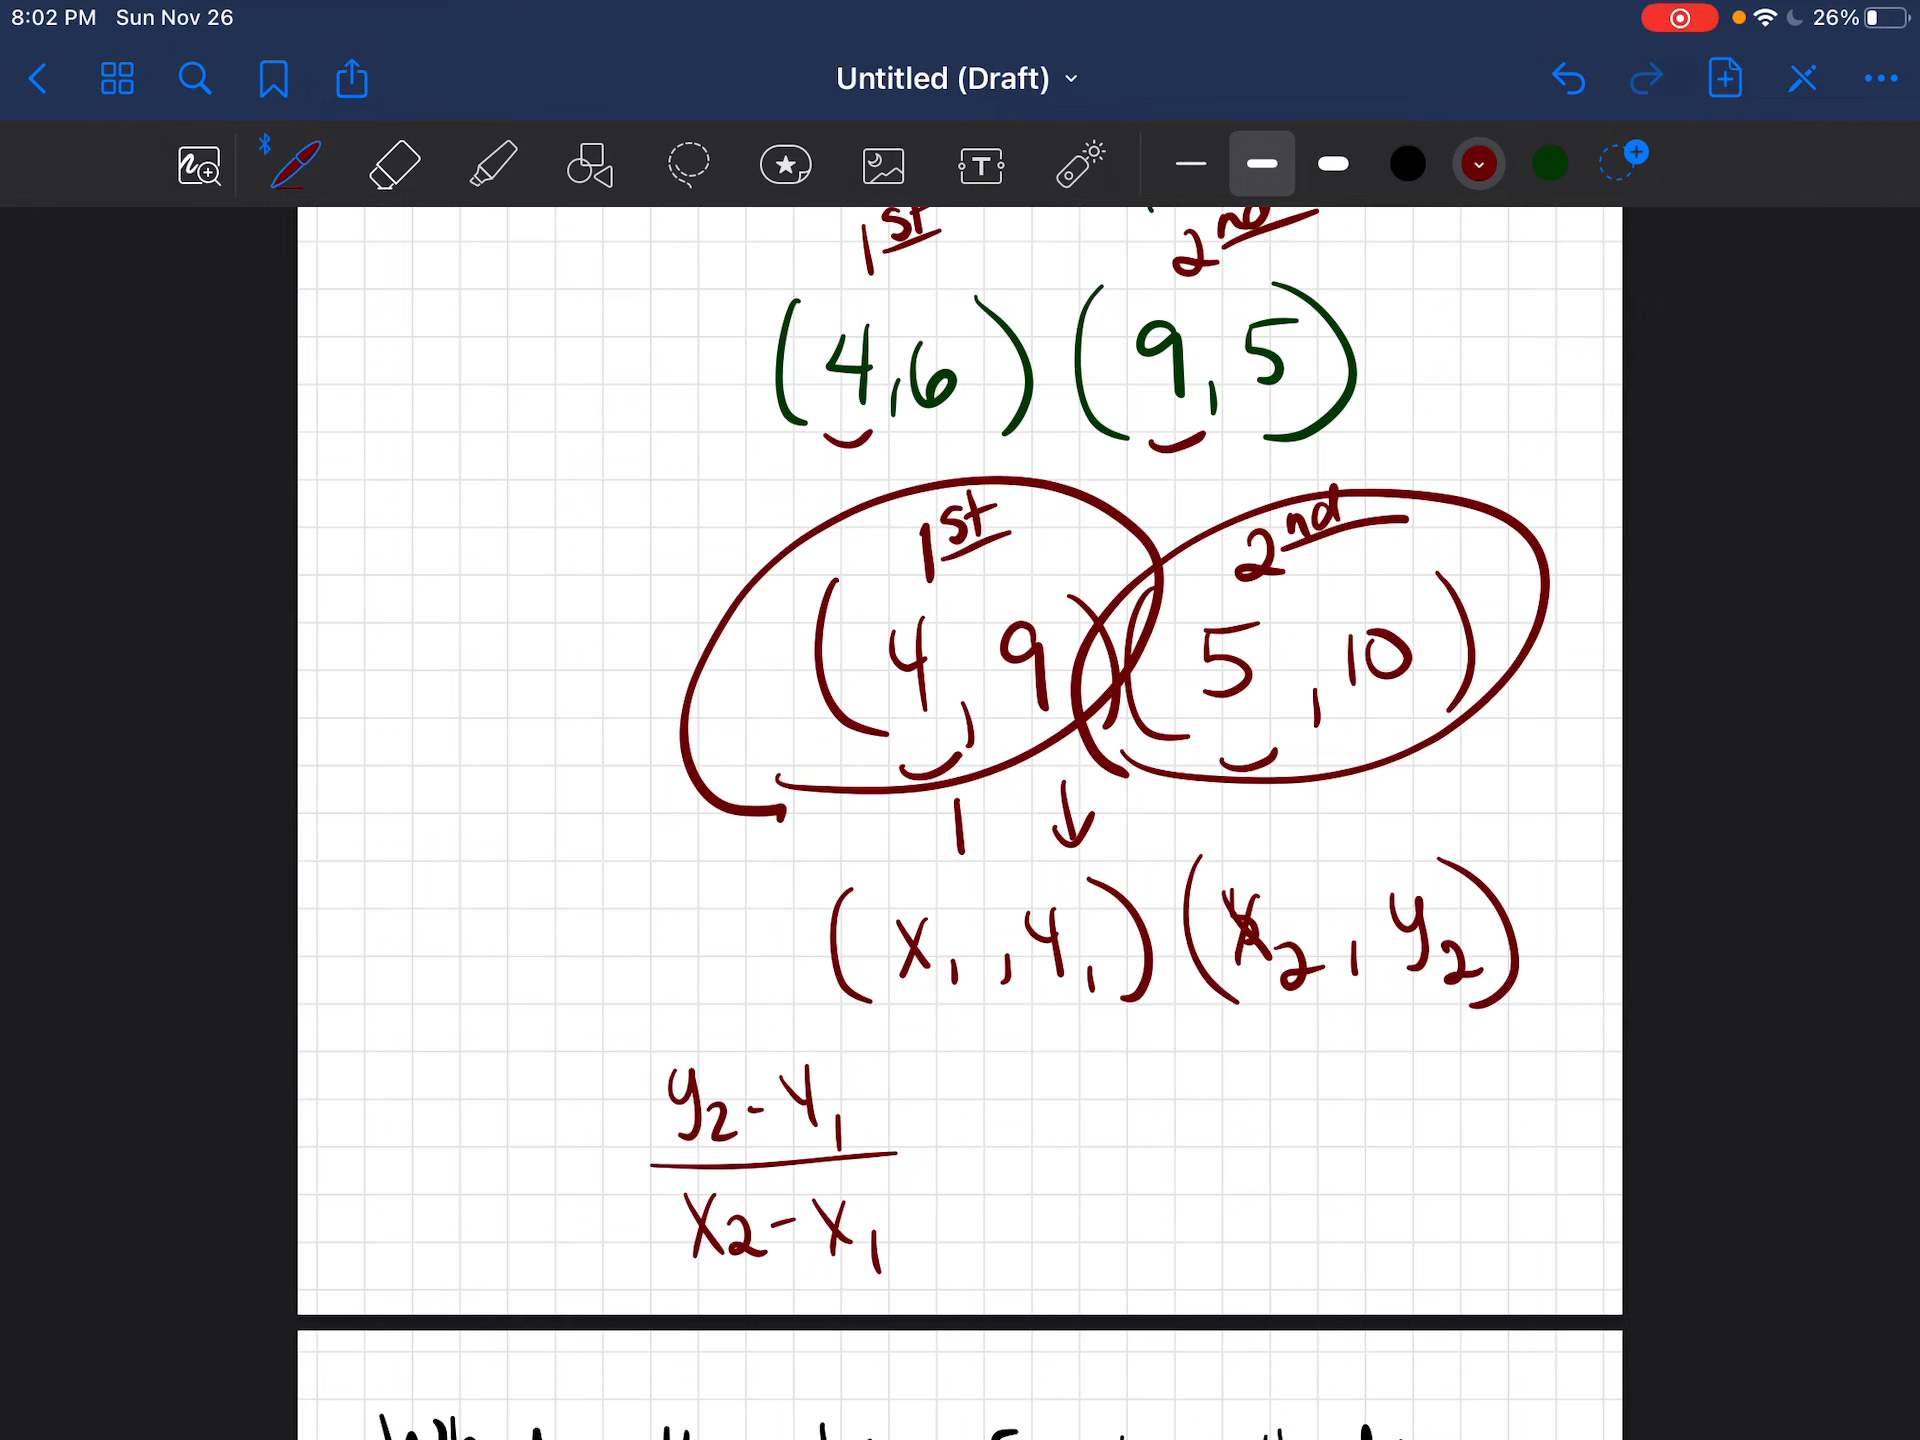 8:02 PM Sun Nov 26
26%
Untitled (Draft)
T
1st 2nd
(4,6) (9,5)
1st 2nd
(4,9) (5,10)
(x₁,y₁) (x₂,y₂)
y₂-y₁
x₂-x₁